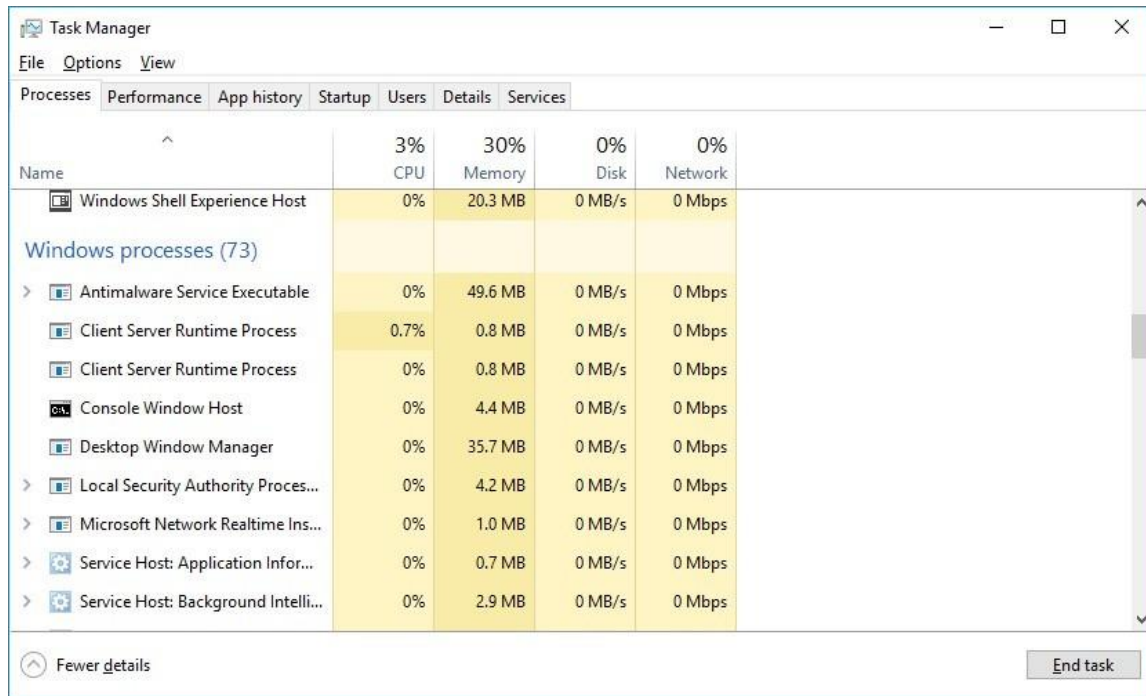 Task Manager
File Options View
Processes Performance App history Startup Users Details Services
3% 30% 0% 0%
Name CPU Memory Disk Network
Windows Shell Experience Host 0% 20.3 MB 0 MB/s 0 Mbps
Windows processes (73)
Antimalware Service Executable 0% 49.6 MB 0 MB/s 0 Mbps
Client Server Runtime Process 0.7% 0.8 MB 0 MB/s 0 Mbps
Client Server Runtime Process 0% 0.8 MB 0 MB/s 0 Mbps
Console Window Host 0% 4.4 MB 0 MB/s 0 Mbps
Desktop Window Manager 0% 35.7 MB 0 MB/s 0 Mbps
Local Security Authority Proces... 0% 4.2 MB 0 MB/s 0 Mbps
Microsoft Network Realtime Ins... 0% 1.0 MB 0 MB/s 0 Mbps
Service Host: Application Infor... 0% 0.7 MB 0 MB/s 0 Mbps
Service Host: Background Intelli... 0% 2.9 MB 0 MB/s 0 Mbps
Fewer details End task